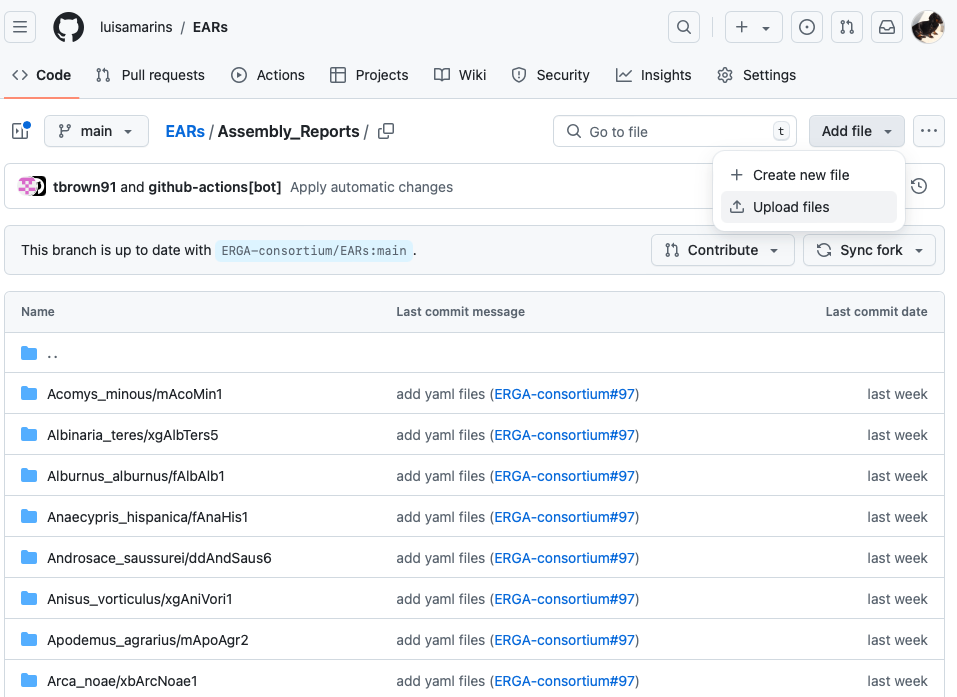 luisamarins / EARs
Code Pull requests Actions Projects Wiki Security Insights Settings
main EARs / Assembly_Reports / Go to file t Add file
Create new file
tbrown91 and github-actions[bot] Apply automatic changes
Upload files
This branch is up to date with ERGA-consortium/EARs:main. Contribute Sync fork
Name Last commit message Last commit date
..
Acomys_minous/mAcoMin1 add yaml files (ERGA-consortium#97) last week
Albinaria_teres/xgAlbTers5 add yaml files (ERGA-consortium#97) last week
Alburnus_alburnus/fAlbAlb1 add yaml files (ERGA-consortium#97) last week
Anaecypris_hispanica/fAnaHis1 add yaml files (ERGA-consortium#97) last week
Androsace_saussurei/ddAndSaus6 add yaml files (ERGA-consortium#97) last week
Anisus_vorticulus/xgAniVori1 add yaml files (ERGA-consortium#97) last week
Apodemus_agrarius/mApoAgr2 add yaml files (ERGA-consortium#97) last week
Arca_noae/xbArcNoae1 add yaml files (ERGA-consortium#97) last week